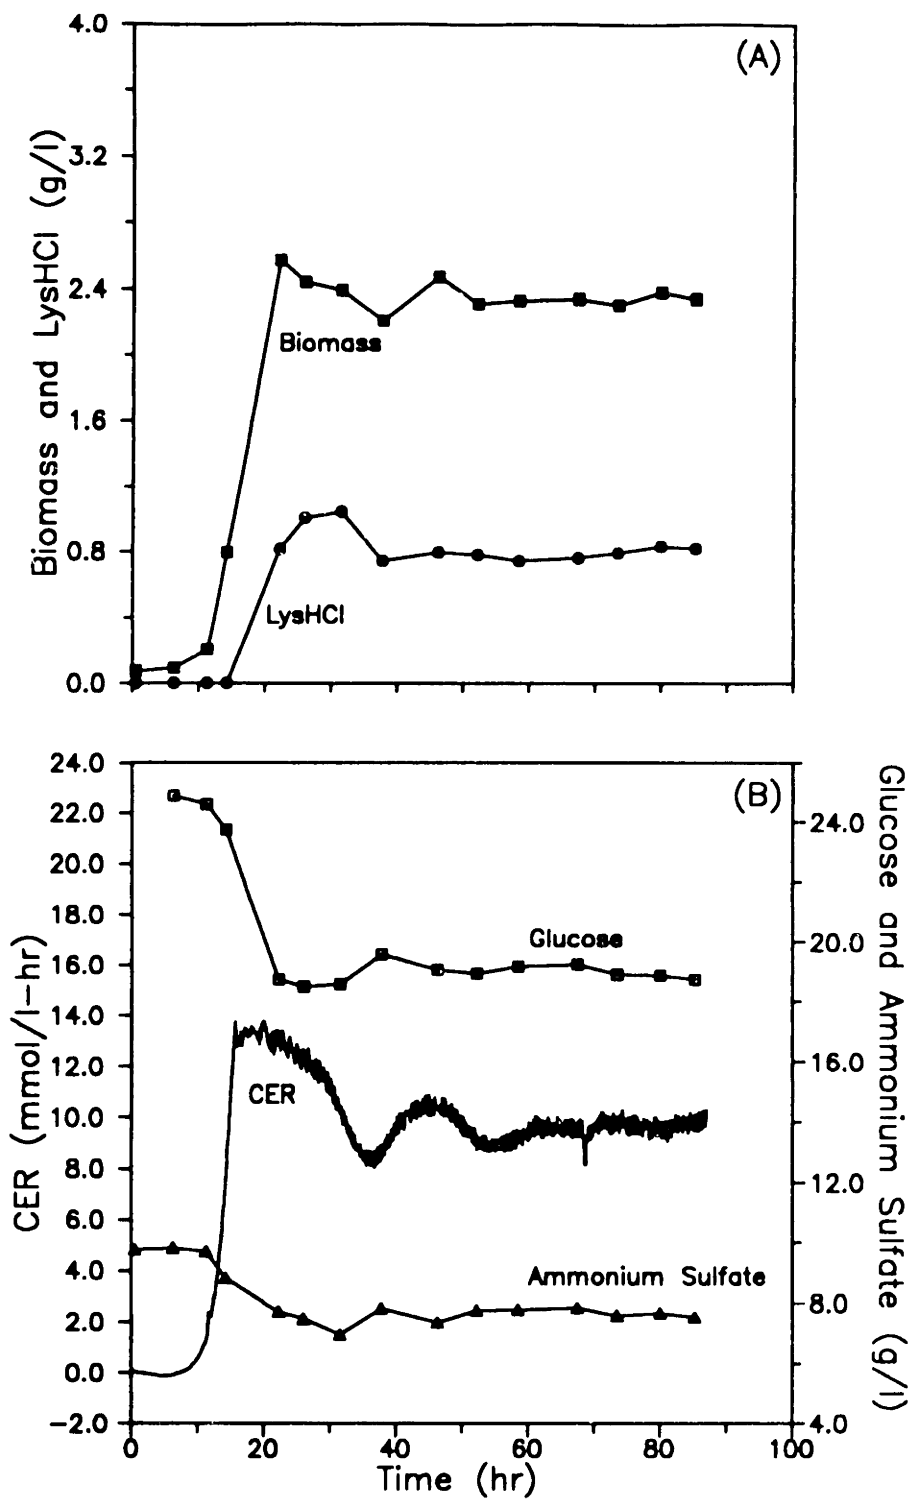 (A)
Biomass and LysHCl (g/l)
4.0
3.2
2.4
1.6
0.8
0.0
Biomass
LysHCl
(B)
CER (mmol/l-hr)
24.0
22.0
20.0
18.0
16.0
14.0
12.0
10.0
8.0
6.0
4.0
2.0
0.0
-2.0
Glucose
CER
Ammonium Sulfate
24.0
20.0
16.0
12.0
8.0
4.0
Glucose and Ammonium Sulfate (g/l)
0 20 40 60 80 100
Time (hr)